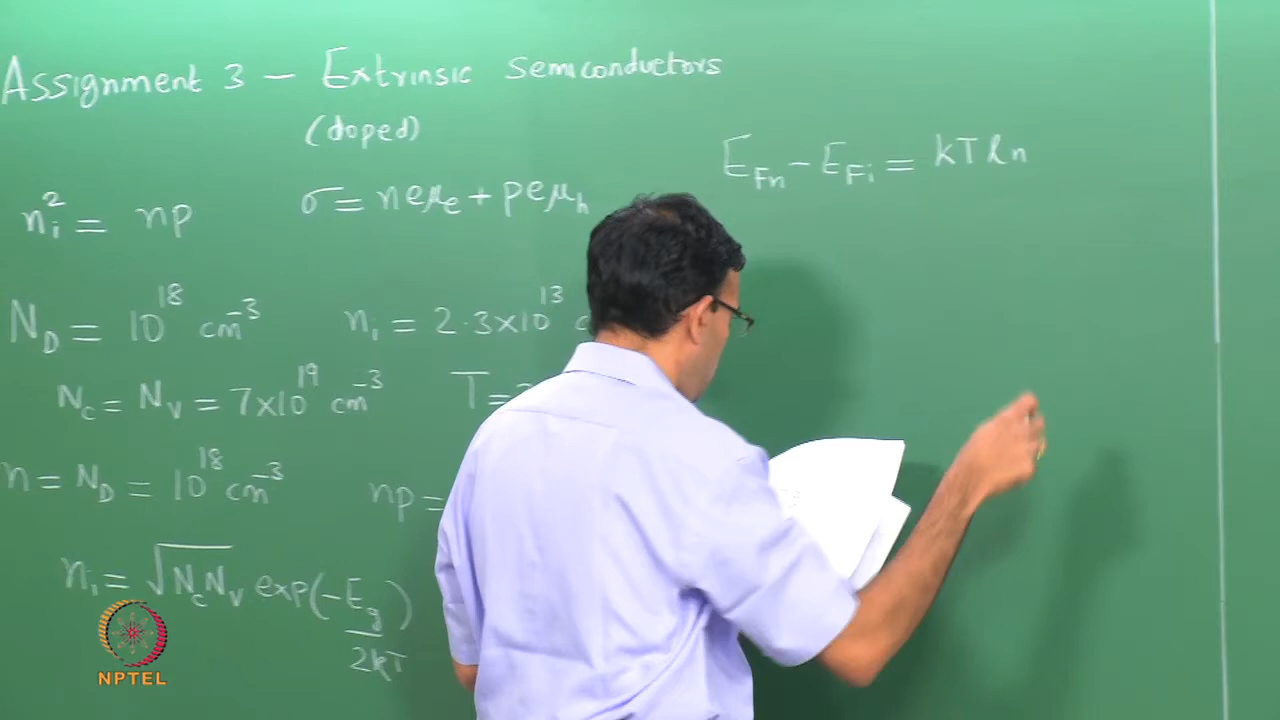 Assignment 3 – Extrinsic semiconductors
(doped)
E_Fn − E_Fi = kT ln
n_i^2 = np
σ = neμ_e + peμ_h
N_D = 10^18 cm^-3
n_i = 2.3×10^13
N_c = N_v = 7×10^19 cm^-3
T =
n = N_D = 10^18 cm^-3
np =
n_i = √N_cN_v exp(−E_g/2kT)
NPTEL